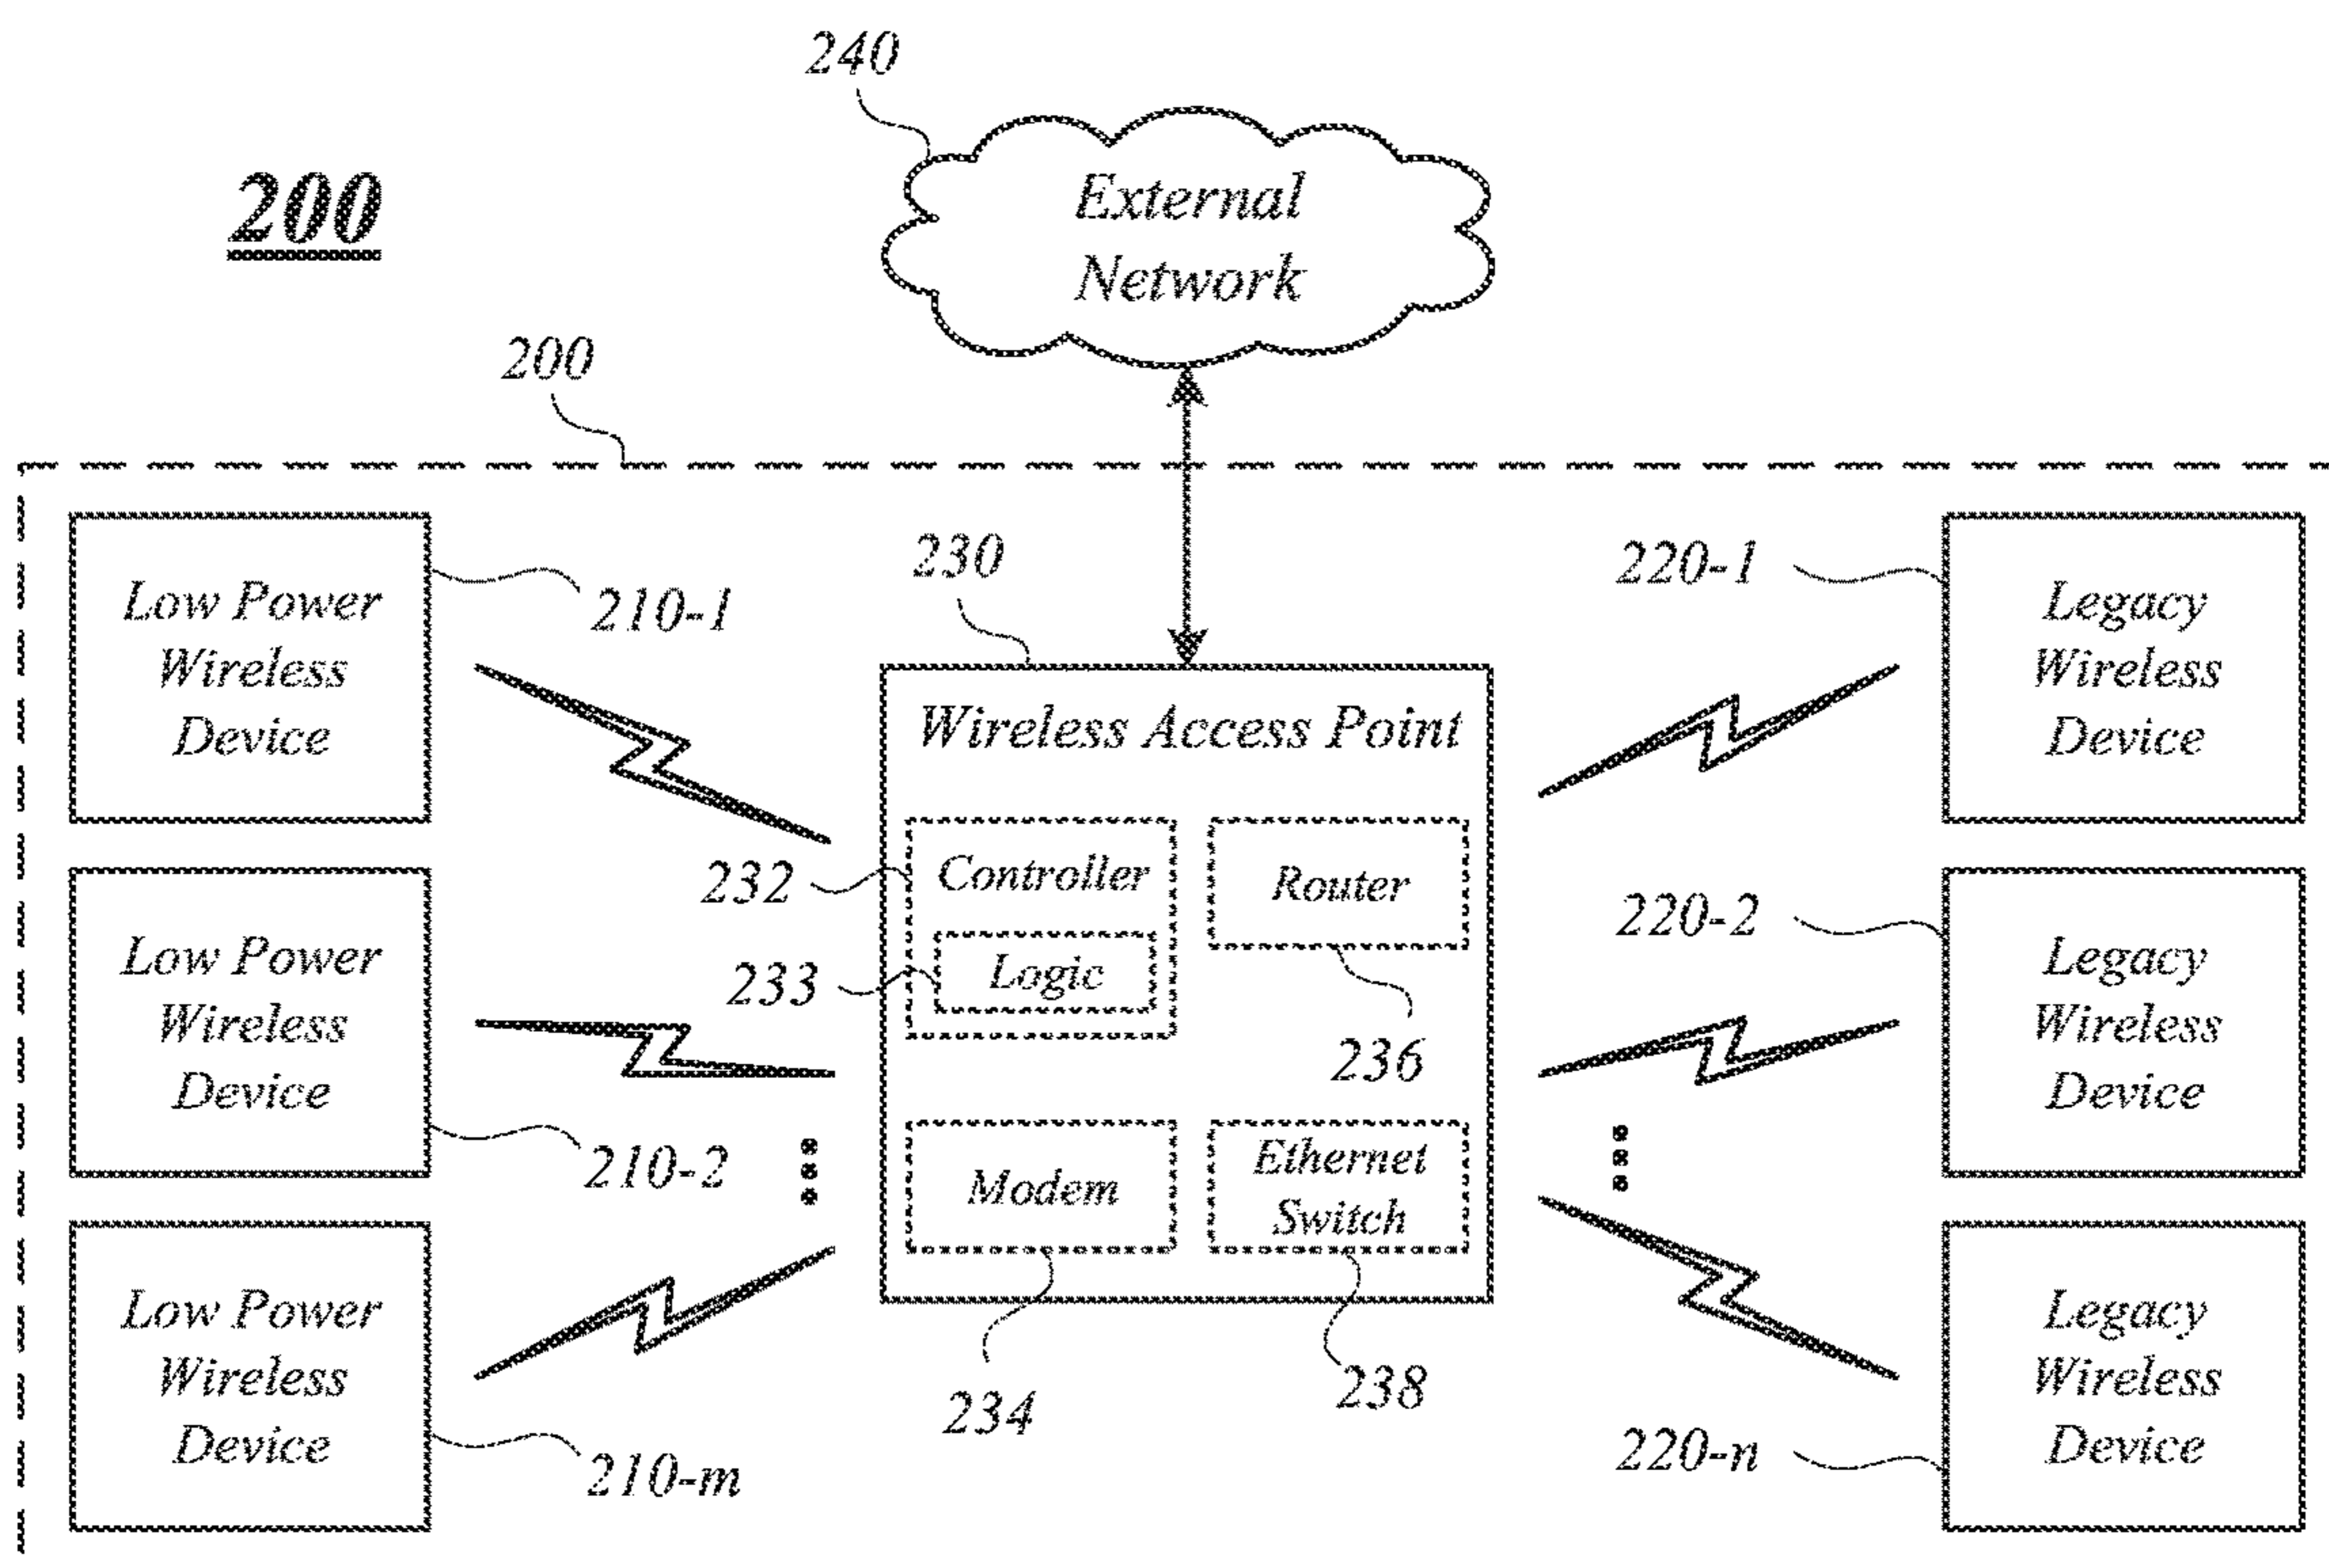 240
200
External
Network
200
230
210-1
220-1
Low Power
Wireless
Device
Legacy
Wireless
Device
Wireless Access Point
232
Controller
Router
233
Logic
236
220-2
Low Power
Wireless
Device
Legacy
Wireless
Device
210-2
Modem
Ethernet
Switch
234
238
Low Power
Wireless
Device
210-m
220-n
Legacy
Wireless
Device